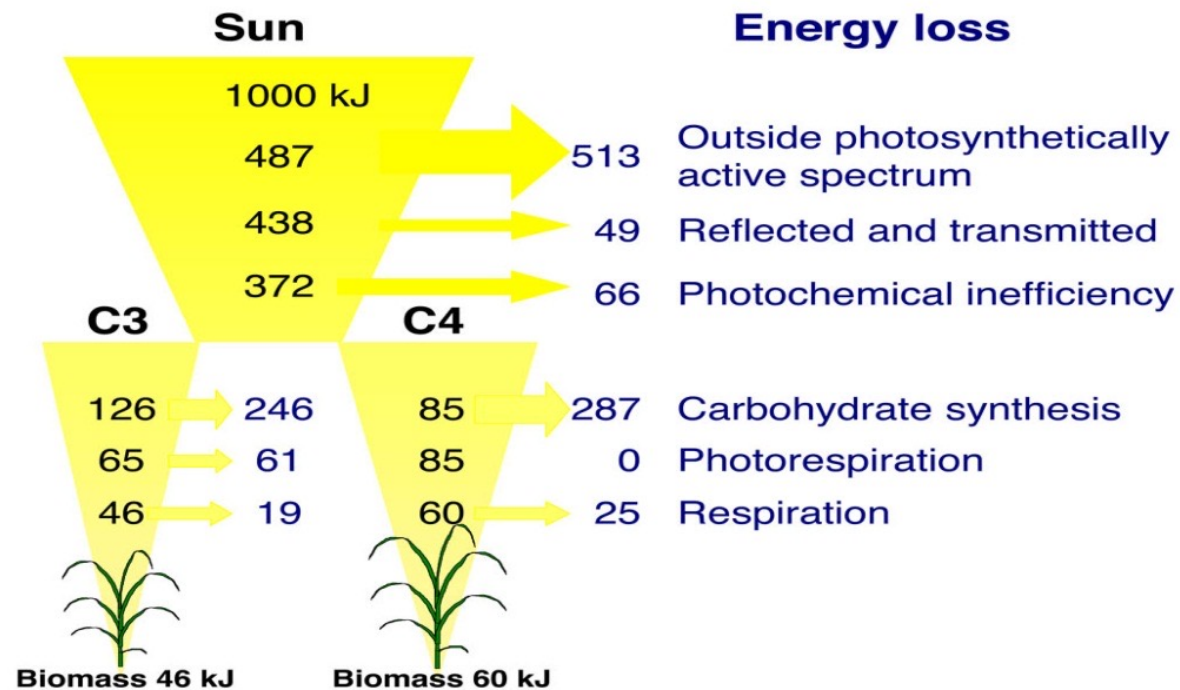 Sun
Energy loss
1000 kJ
487
513
Outside photosynthetically
active spectrum
438
49
Reflected and transmitted
372
66
Photochemical inefficiency
C3
C4
126
246
85
287
Carbohydrate synthesis
65
61
85
0
Photorespiration
46
19
60
25
Respiration
Biomass 46 kJ
Biomass 60 kJ